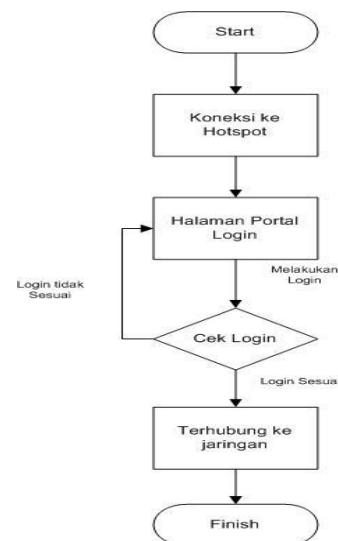 Start
Koneksi ke
Hotspot
Halaman Portal
Login
Melakukan
Login
Login tidak
Sesuai
Cek Login
Login Sesua
Terhubung ke
jaringan
Finish